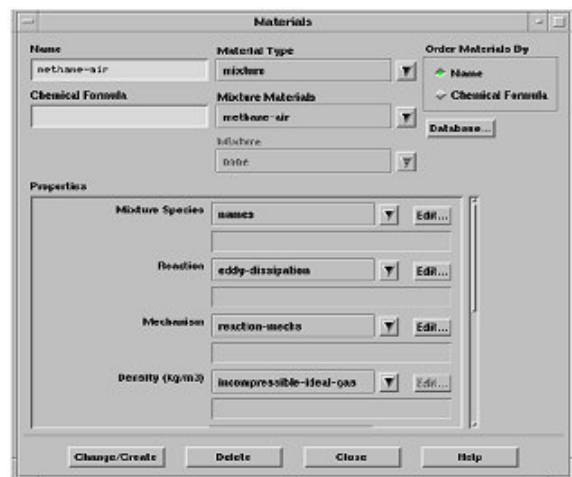 Materials
Name
methane-air
Chemical Formula
Material Type
mixture
Mixture Materials
methane-air
Mixture
none
Order Materials By
Name
Chemical Formula
Database...
Properties
Mixture Species
names
Edit...
Reaction
eddy-dissipation
Edit...
Mechanism
reaction-mechs
Edit...
Density (kg/m3)
incompressible-ideal-gas
Edit...
Change/Create
Delete
Close
Help